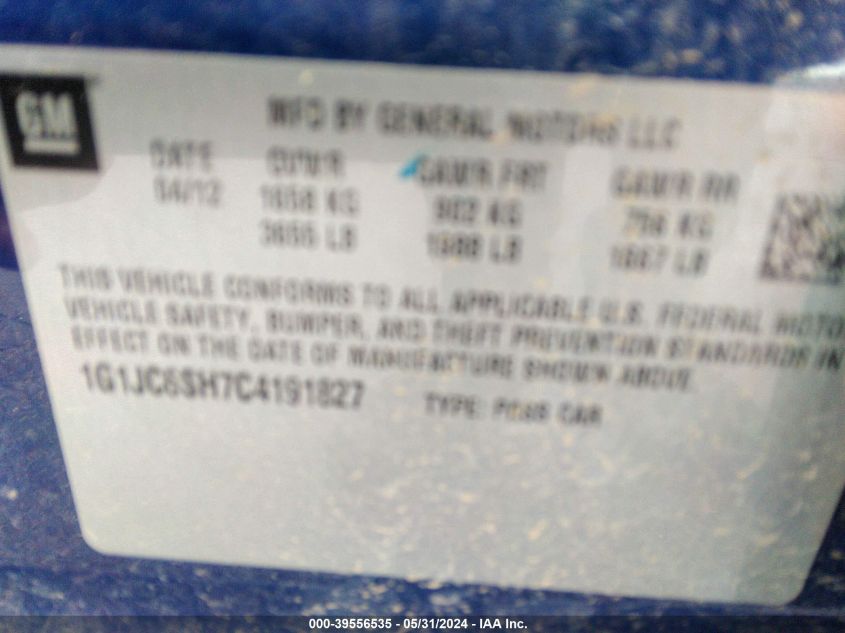 GM
MFD BY GENERAL MOTORS LLC
DATE GVWR GAWR FRT GAWR RR
04/12 1658 KG 902 KG 756 KG
3655 LB 1988 LB 1667 LB
THIS VEHICLE CONFORMS TO ALL APPLICABLE U.S. FEDERAL MOTO
VEHICLE SAFETY, BUMPER, AND THEFT PREVENTION STANDARDS IN
EFFECT ON THE DATE OF MANUFACTURE SHOWN ABOVE.
1G1JC6SH7C4191827 TYPE: PASS CAR
000-39556535 - 05/31/2024 - IAA Inc.